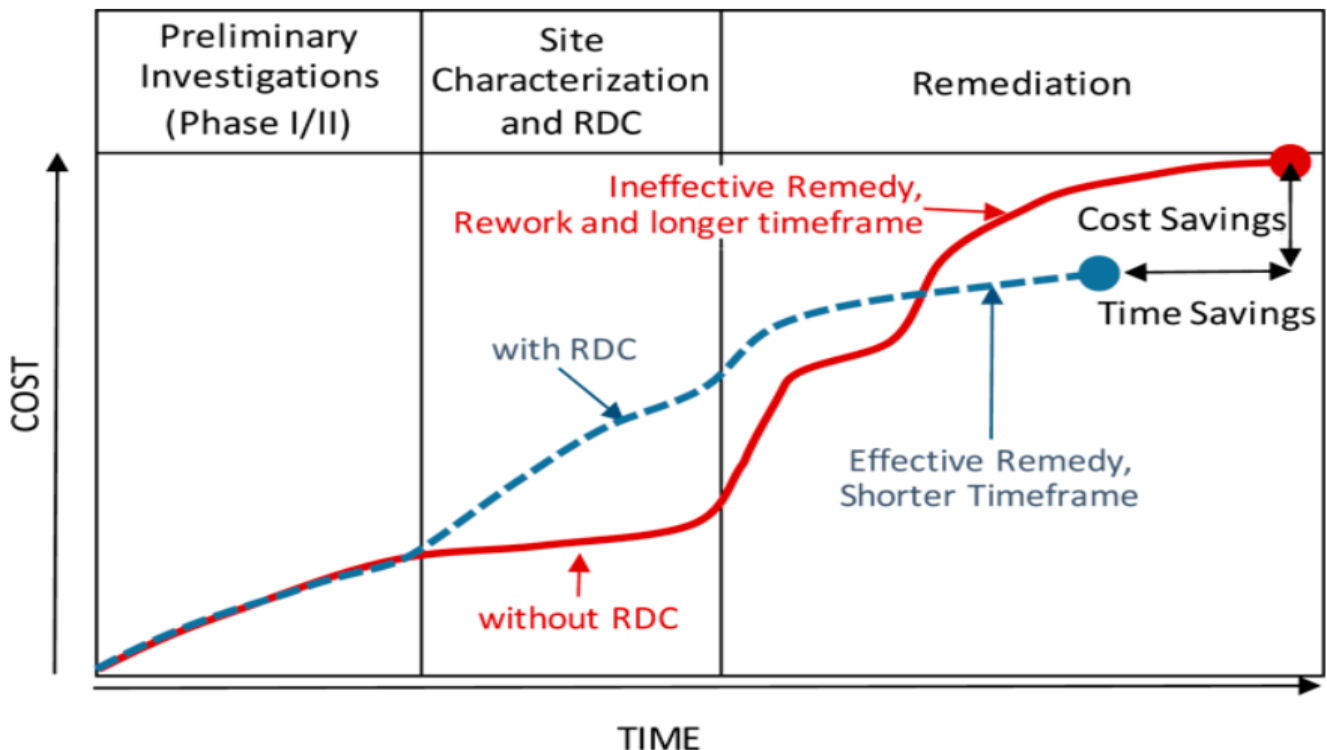 Preliminary
Investigations
(Phase I/II)
Site
Characterization
and RDC
Remediation
Ineffective Remedy,
Rework and longer timeframe
Cost Savings
Time Savings
with RDC
Effective Remedy,
Shorter Timeframe
without RDC
COST
TIME